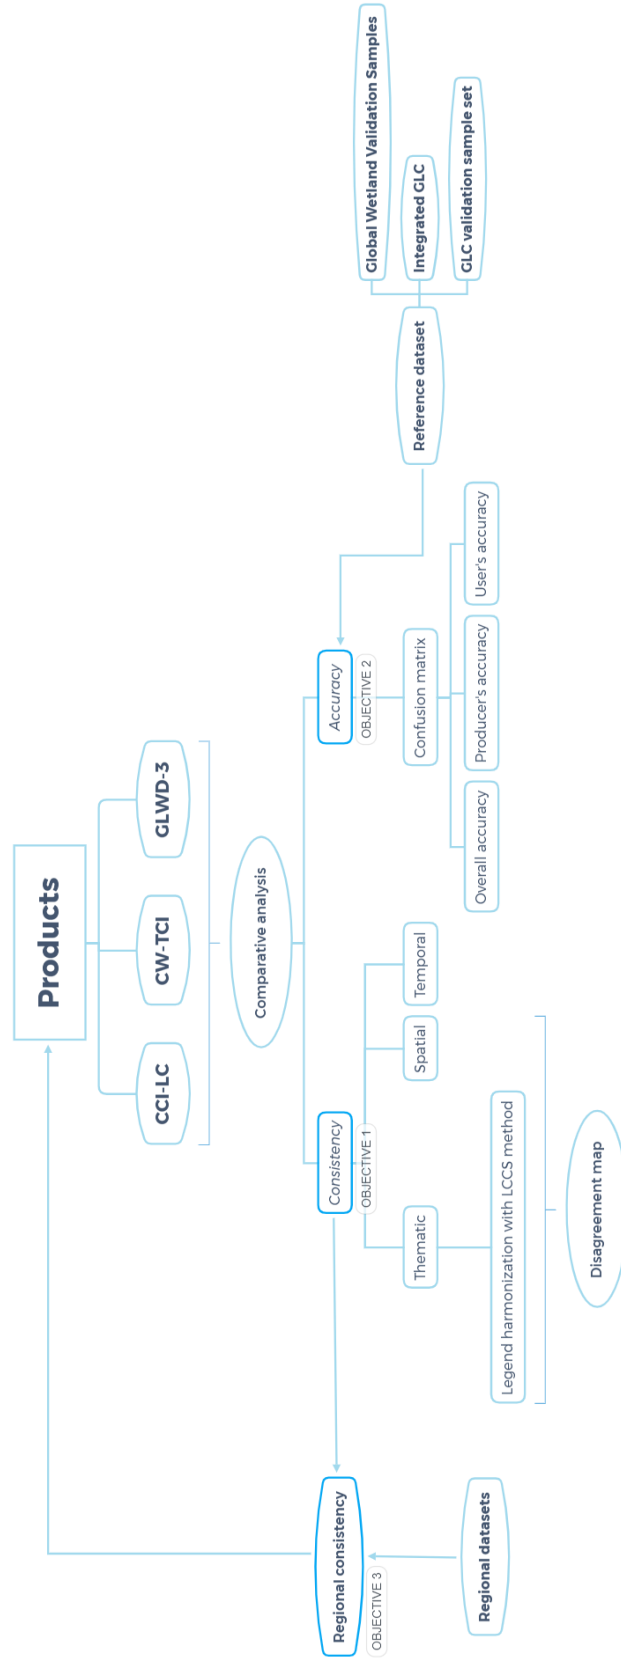 Products
CCI-LC
CW-TCI
GLWD-3
Comparative analysis
Consistency
OBJECTIVE 1
Accuracy
OBJECTIVE 2
Regional consistency
OBJECTIVE 3
Regional datasets
Thematic
Spatial
Temporal
Legend harmonization with LCCS method
Disagreement map
Confusion matrix
Overall accuracy
Producer's accuracy
User's accuracy
Reference dataset
Global Wetland Validation Samples
Integrated GLC
GLC validation sample set